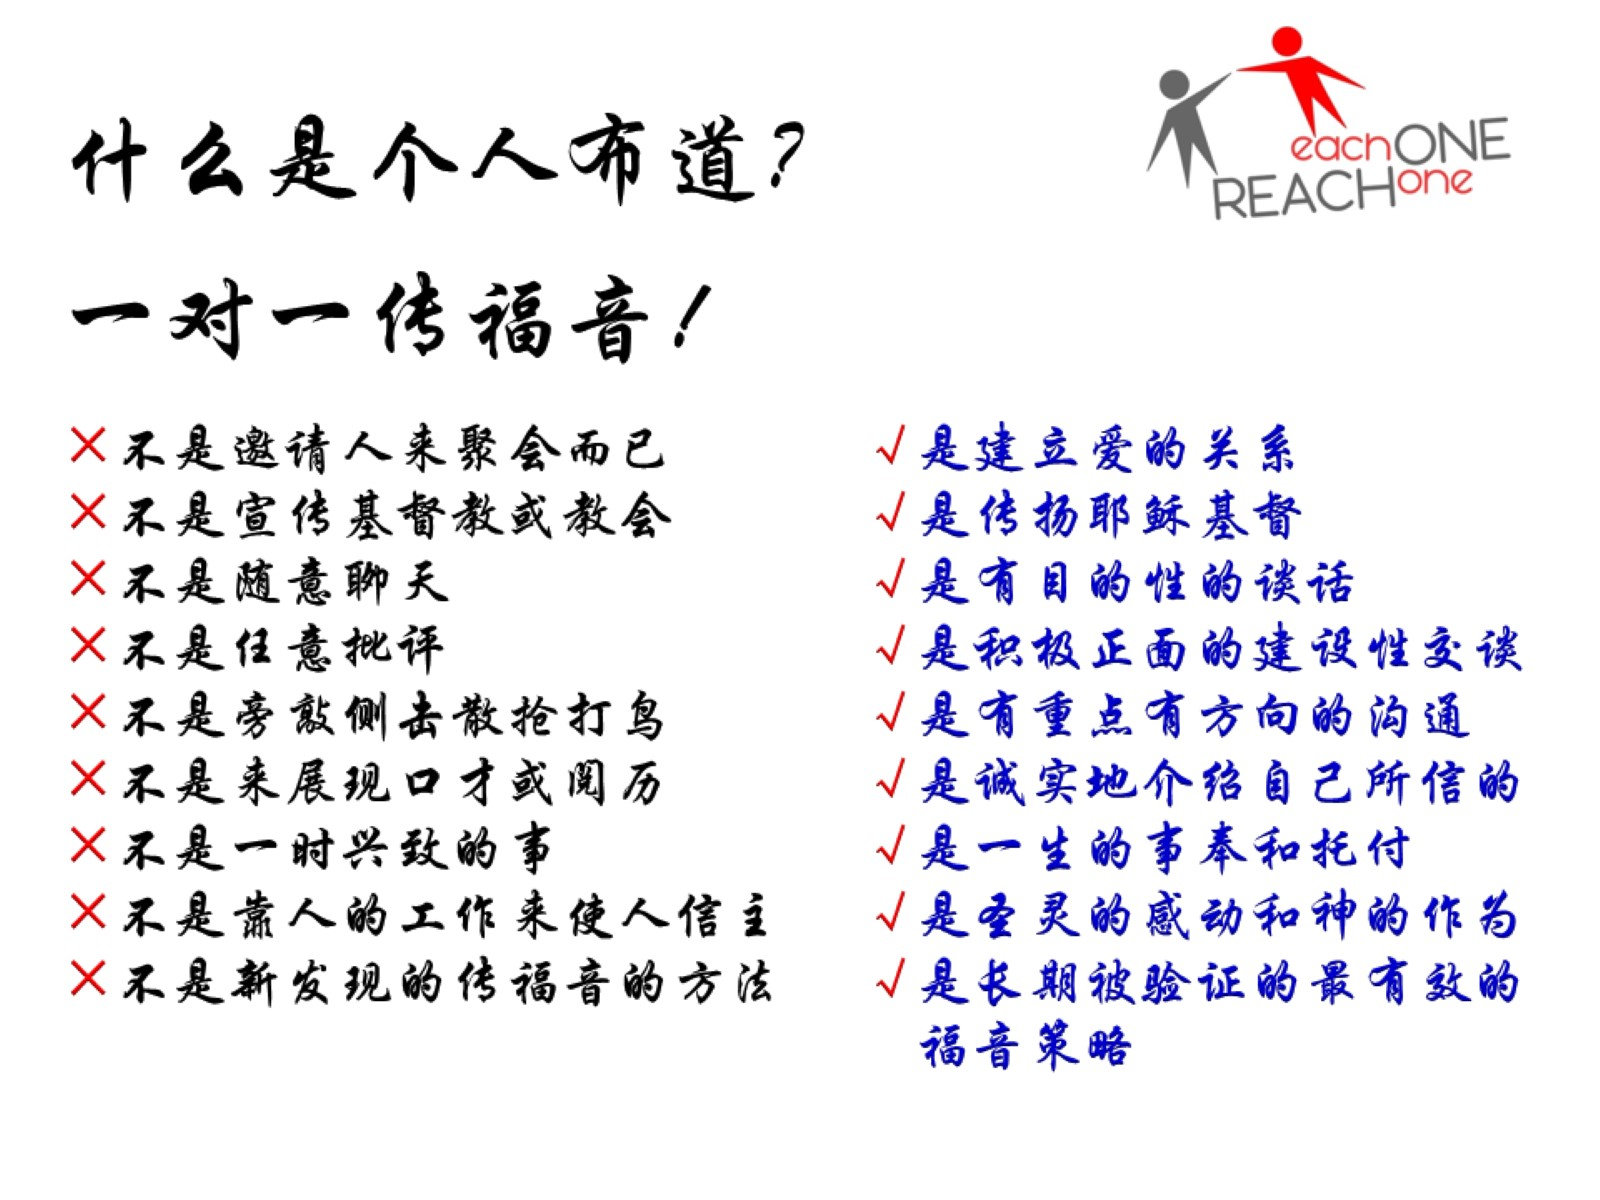 什么是个人布道？
一对一传福音！
eachONE
REACHone
✕不是邀请人来聚会而已
✕不是宣传基督教或教会
✕不是随意聊天
✕不是任意批评
✕不是旁敲侧击散抢打鸟
✕不是来展现口才或阅历
✕不是一时兴致的事
✕不是靠人的工作来使人信主
✕不是新发现的传福音的方法
√是建立爱的关系
√是传扬耶稣基督
√是有目的性的谈话
√是积极正面的建设性交谈
√是有重点有方向的沟通
√是诚实地介绍自己所信的
√是一生的事奉和托付
√是圣灵的感动和神的作为
√是长期被验证的最有效的
福音策略